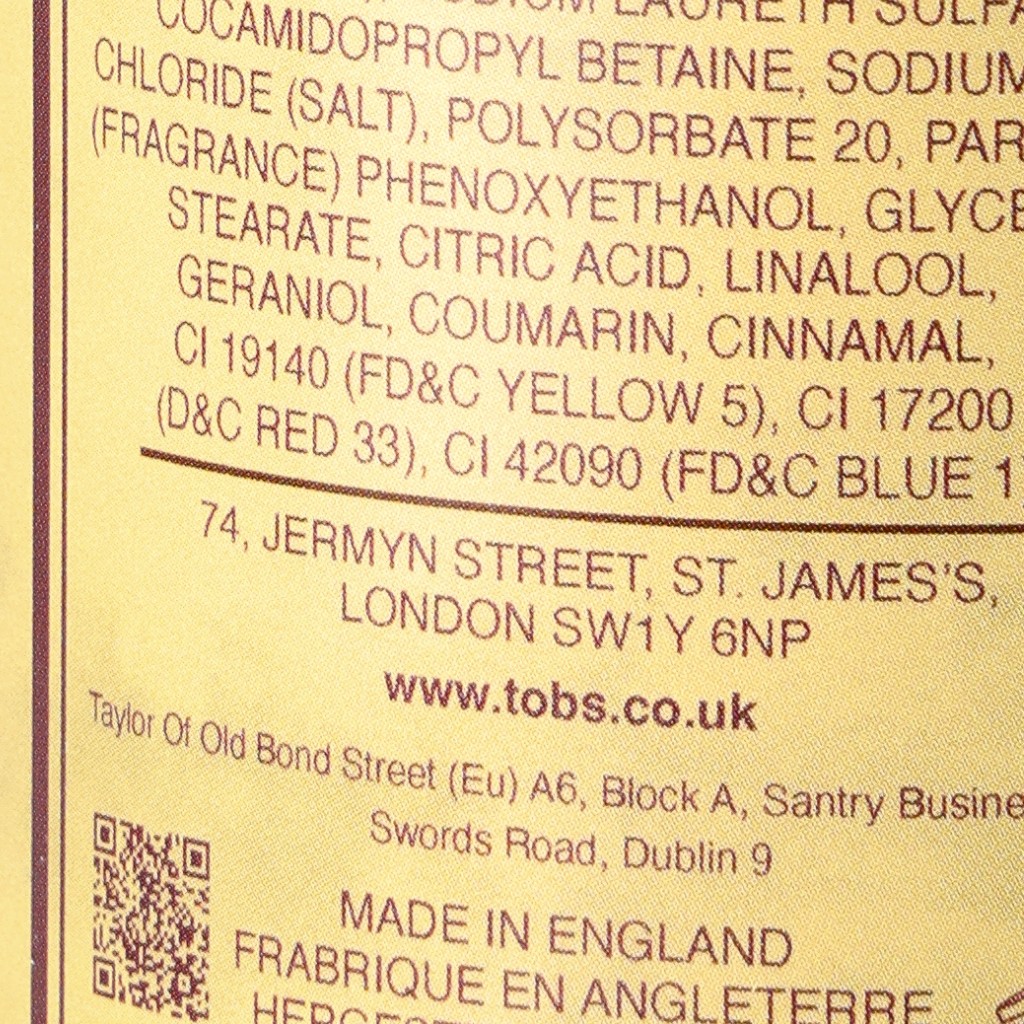 SODIUM LAURETH SULFA
COCAMIDOPROPYL BETAINE, SODIUM
CHLORIDE (SALT), POLYSORBATE 20, PAR
(FRAGRANCE) PHENOXYETHANOL, GLYCE
STEARATE, CITRIC ACID, LINALOOL,
GERANIOL, COUMARIN, CINNAMAL,
CI 19140 (FD&C YELLOW 5), CI 17200
(D&C RED 33), CI 42090 (FD&C BLUE 1
74, JERMYN STREET, ST. JAMES'S,
LONDON SW1Y 6NP
www.tobs.co.uk
Taylor Of Old Bond Street (Eu) A6, Block A, Santry Busine
Swords Road, Dublin 9
MADE IN ENGLAND
FRABRIQUE EN ANGLETERRE